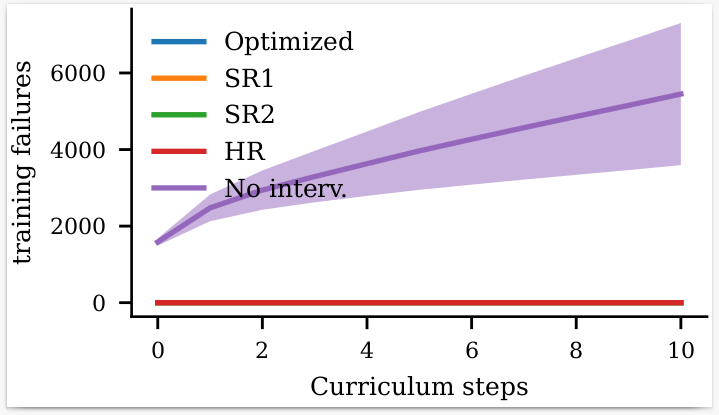 Optimized
SR1
SR2
HR
No interv.
training failures
6000
4000
2000
0
0 2 4 6 8 10
Curriculum steps